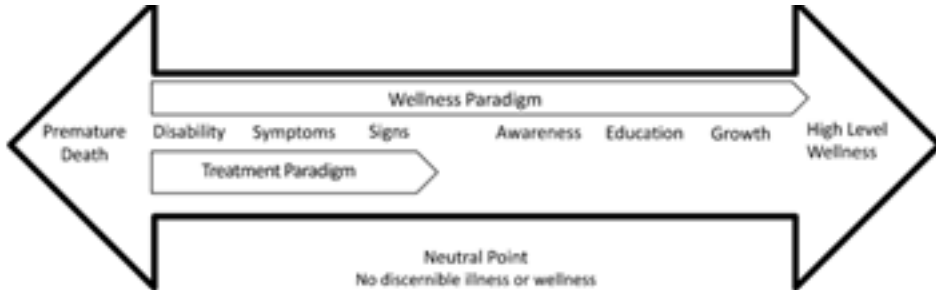 Wellness Paradigm
Premature Death
Disability
Symptoms
Signs
Awareness
Education
Growth
High Level Wellness
Treatment Paradigm
Neutral Point
No discernible illness or wellness